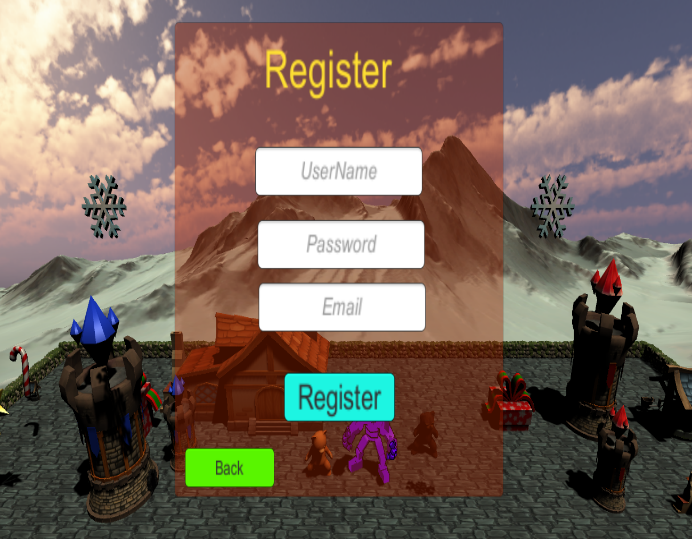 Register
UserName
Password
Email
Register
Back